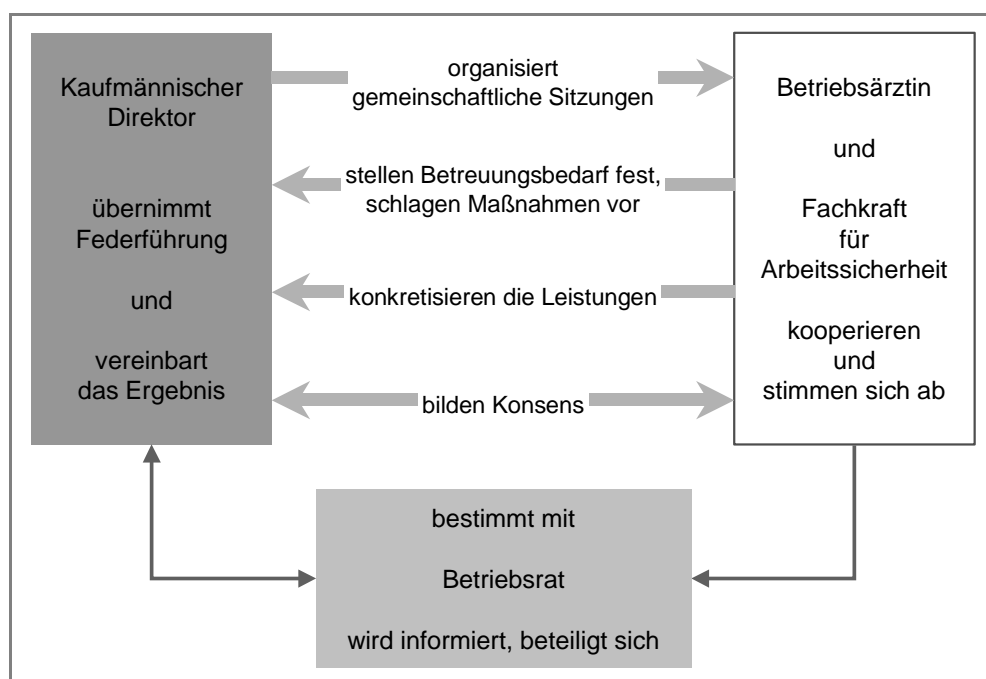 Kaufmännischer
Direktor
übernimmt
Federführung
und
vereinbart
das Ergebnis
organisiert
gemeinschaftliche Sitzungen
stellen Betreuungsbedarf fest,
schlagen Maßnahmen vor
konkretisieren die Leistungen
bilden Konsens
Betriebsärztin
und
Fachkraft
für
Arbeitssicherheit
kooperieren
und
stimmen sich ab
bestimmt mit
Betriebsrat
wird informiert, beteiligt sich